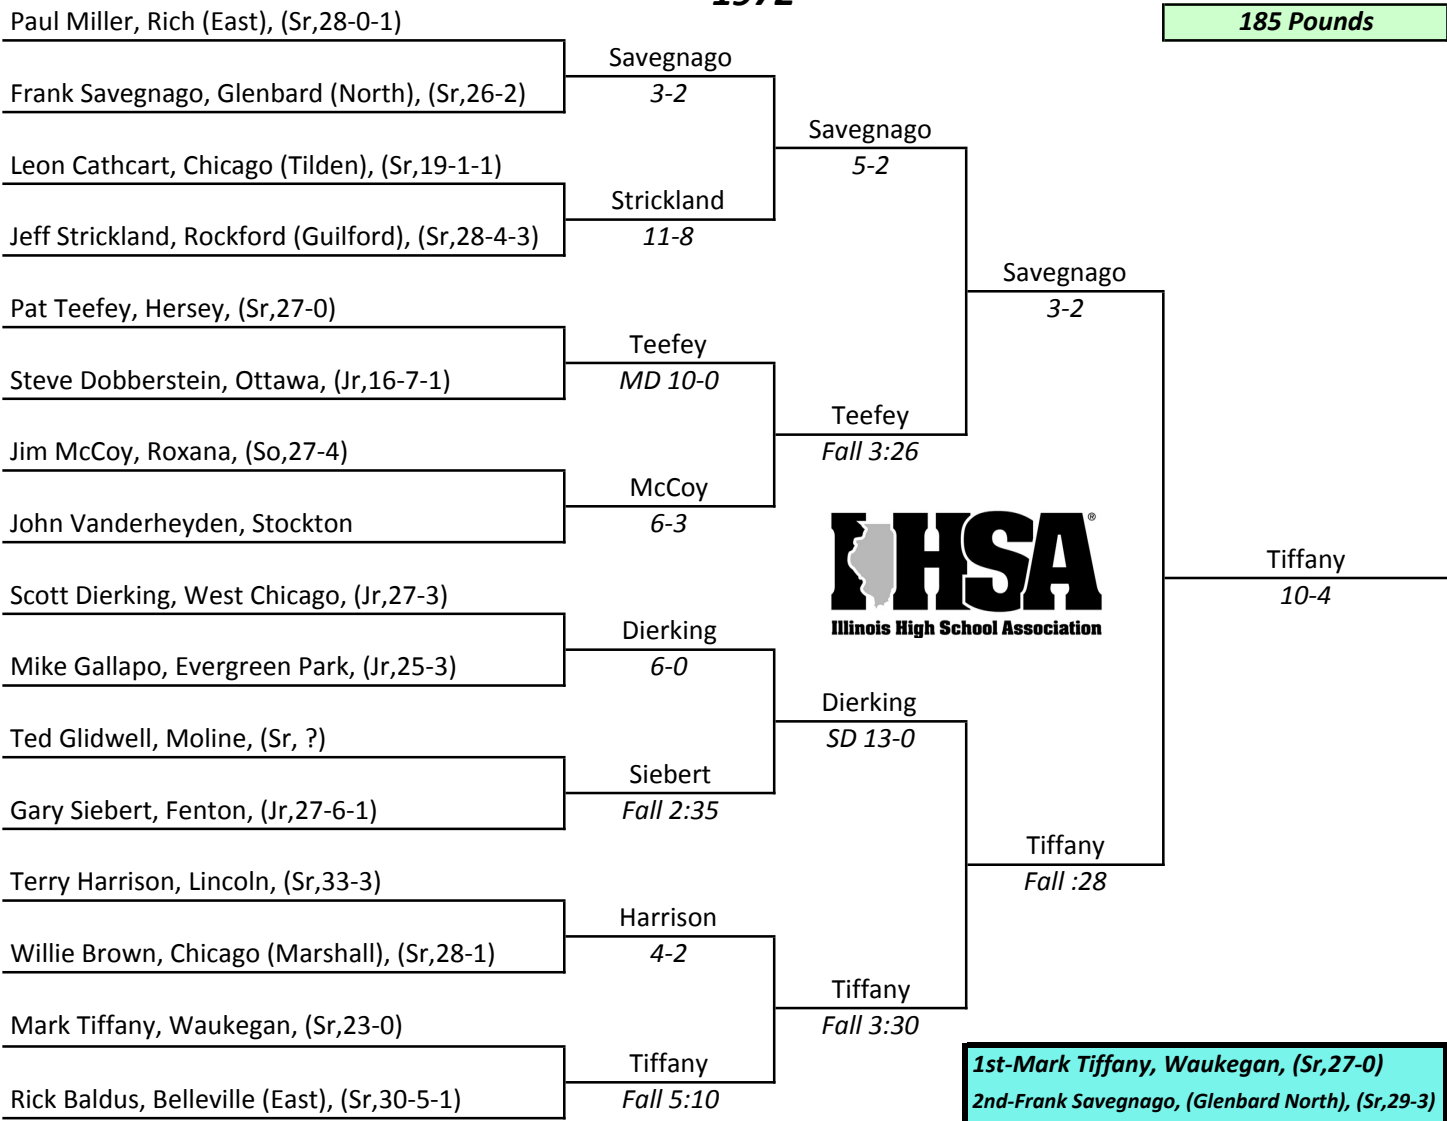 1972
185 Pounds
Paul Miller, Rich (East), (Sr,28-0-1)
Savegnago
3-2
Frank Savegnago, Glenbard (North), (Sr,26-2)
Savegnago
5-2
Leon Cathcart, Chicago (Tilden), (Sr,19-1-1)
Strickland
11-8
Jeff Strickland, Rockford (Guilford), (Sr,28-4-3)
Savegnago
3-2
Pat Teefey, Hersey, (Sr,27-0)
Teefey
MD 10-0
Steve Dobberstein, Ottawa, (Jr,16-7-1)
Teefey
Fall 3:26
Jim McCoy, Roxana, (So,27-4)
McCoy
6-3
John Vanderheyden, Stockton
IHSA®
Illinois High School Association
Tiffany
10-4
Scott Dierking, West Chicago, (Jr,27-3)
Dierking
6-0
Mike Gallapo, Evergreen Park, (Jr,25-3)
Dierking
SD 13-0
Ted Glidwell, Moline, (Sr, ?)
Siebert
Fall 2:35
Gary Siebert, Fenton, (Jr,27-6-1)
Tiffany
Fall :28
Terry Harrison, Lincoln, (Sr,33-3)
Harrison
4-2
Willie Brown, Chicago (Marshall), (Sr,28-1)
Tiffany
Fall 3:30
Mark Tiffany, Waukegan, (Sr,23-0)
Tiffany
Fall 5:10
Rick Baldus, Belleville (East), (Sr,30-5-1)
1st-Mark Tiffany, Waukegan, (Sr,27-0)
2nd-Frank Savegnago, (Glenbard North), (Sr,29-3)